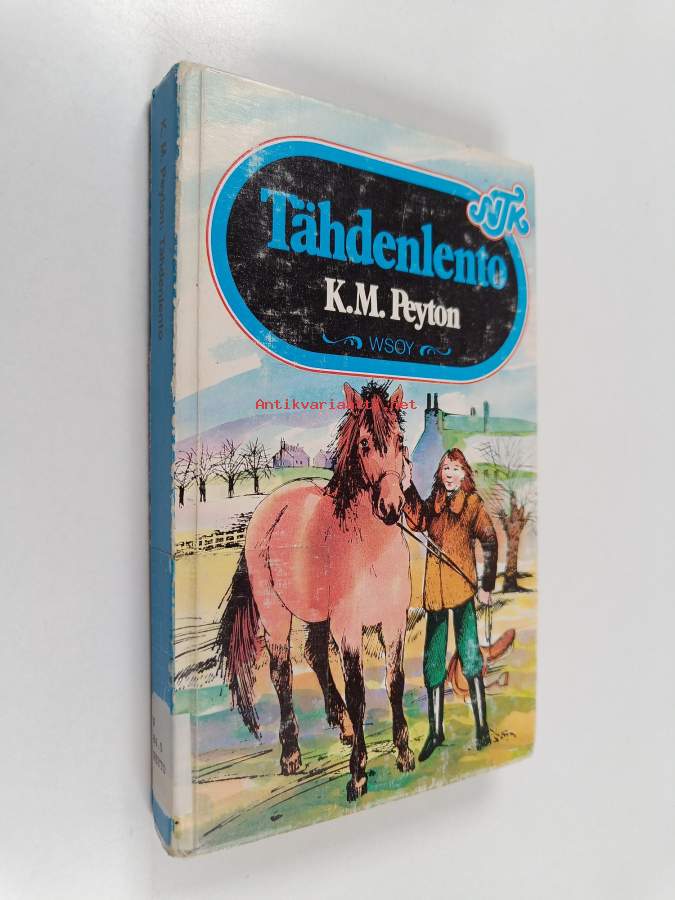 Tähdenlento
NTK
K.M. Peyton
WSOY
Antikvariaatti.net
K. M. Peyton: Tähdenlento